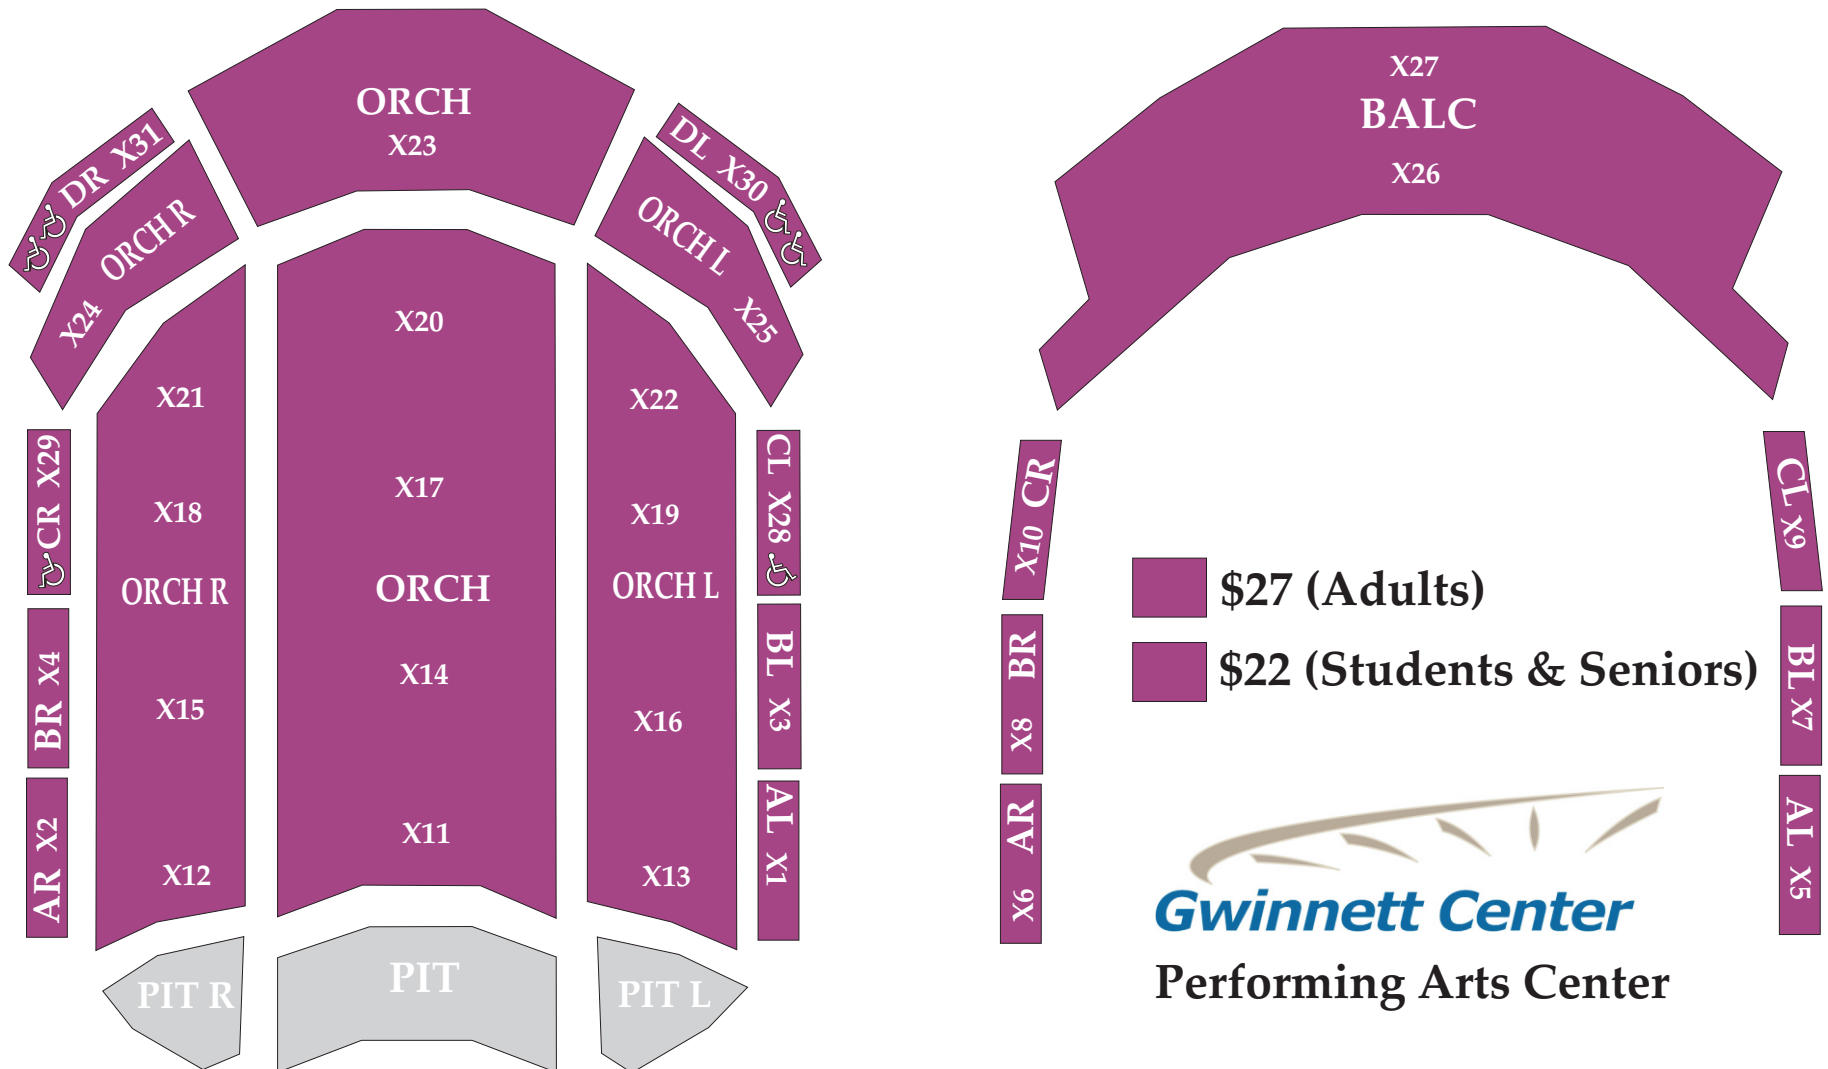 ORCH
X23
DR X31
ORCH R
X24
DL X30
ORCH L
X25
X20
X21
X22
X17
X18
X19
CR X29
CL X28
ORCH R
ORCH
ORCH L
BR X4
BL X3
X14
X15
X16
AR X2
AL X1
X11
X12
X13
PIT R
PIT
PIT L
X27
BALC
X26
X10 CR
CL X9
$27 (Adults)
$22 (Students & Seniors)
X8 BR
BL X7
X6 AR
AL X5
Gwinnett Center
Performing Arts Center